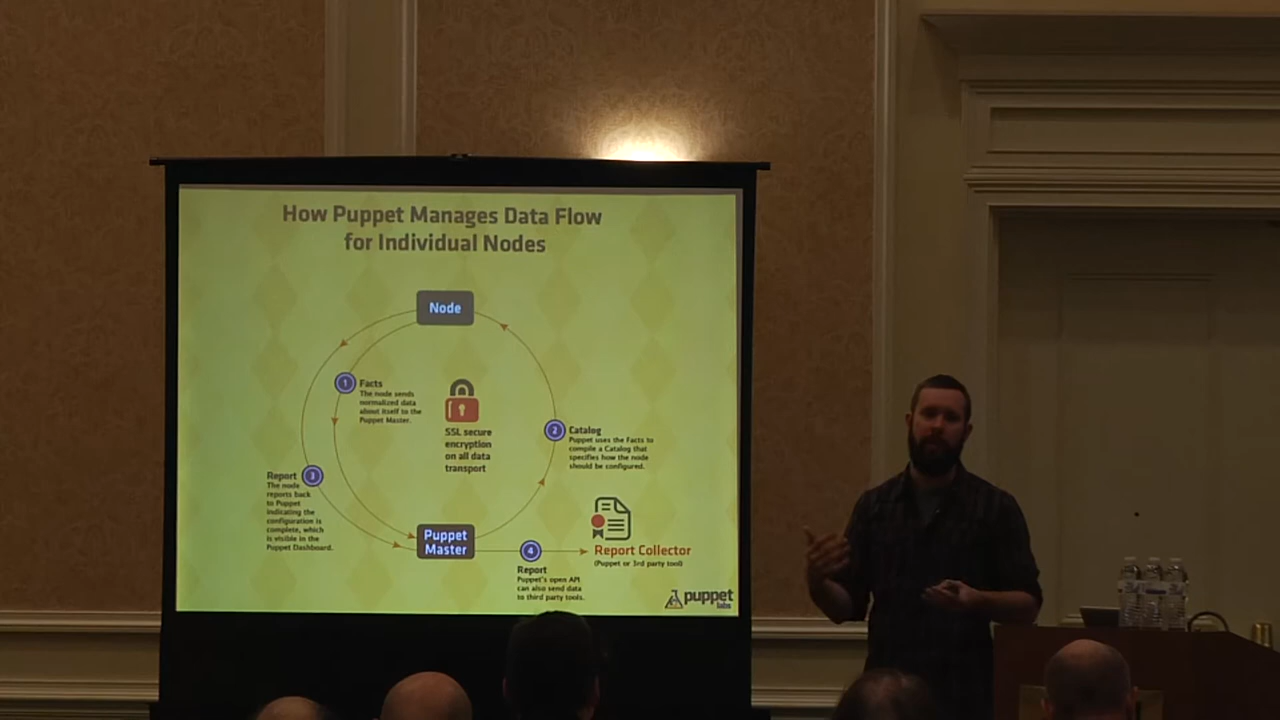 How Puppet Manages Data Flow
for Individual Nodes
Node
1
Facts
The node sends
normalized data
about itself to the
Puppet Master.
SSL secure
encryption
on all data
transport
2
Catalog
Puppet uses the Facts to
compile a Catalog that
specifies how the node
should be configured.
Report
3
The node
reports back
to Puppet
indicating the
configuration is
complete, which
is visible in the
Puppet Dashboard.
Puppet
Master
4
Report
Puppet's open API
can also send data
to third party tools.
Report Collector
(Puppet or 3rd party tool)
puppet
labs